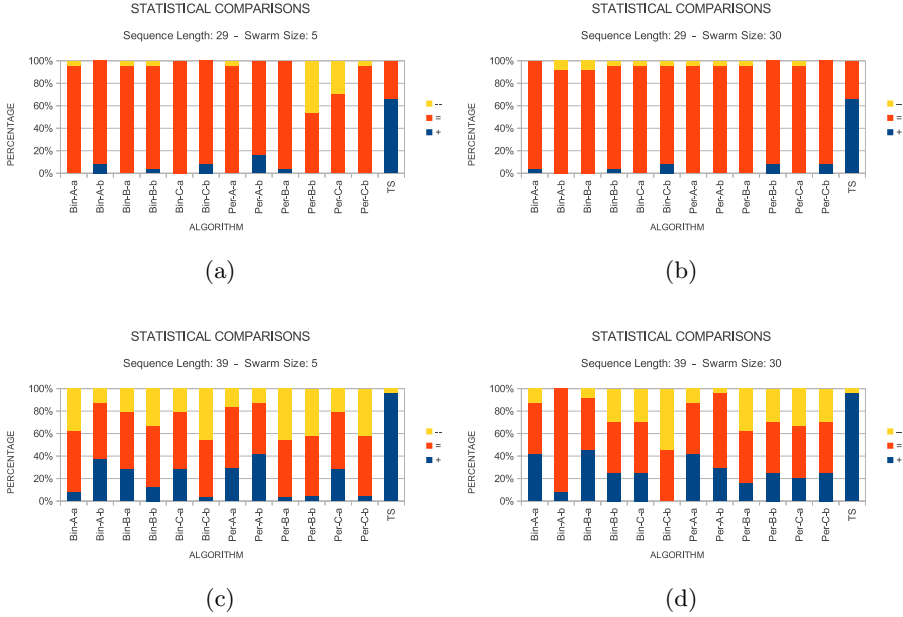 STATISTICAL COMPARISONS
Sequence Length: 29 - Swarm Size: 5
PERCENTAGE
100%
80%
60%
40%
20%
0%
Bin-A-a
Bin-A-b
Bin-B-a
Bin-B-b
Bin-C-a
Bin-C-b
Per-A-a
Per-A-b
Per-B-a
Per-B-b
Per-C-a
Per-C-b
TS
ALGORITHM
--
=
+
(a)
STATISTICAL COMPARISONS
Sequence Length: 29 - Swarm Size: 30
PERCENTAGE
100%
80%
60%
40%
20%
0%
Bin-A-a
Bin-A-b
Bin-B-a
Bin-B-b
Bin-C-a
Bin-C-b
Per-A-a
Per-A-b
Per-B-a
Per-B-b
Per-C-a
Per-C-b
TS
ALGORITHM
--
=
+
(b)
STATISTICAL COMPARISONS
Sequence Length: 39 - Swarm Size: 5
PERCENTAGE
100%
80%
60%
40%
20%
0%
Bin-A-a
Bin-A-b
Bin-B-a
Bin-B-b
Bin-C-a
Bin-C-b
Per-A-a
Per-A-b
Per-B-a
Per-B-b
Per-C-a
Per-C-b
TS
ALGORITHM
--
=
+
(c)
STATISTICAL COMPARISONS
Sequence Length: 39 - Swarm Size: 30
PERCENTAGE
100%
80%
60%
40%
20%
0%
Bin-A-a
Bin-A-b
Bin-B-a
Bin-B-b
Bin-C-a
Bin-C-b
Per-A-a
Per-A-b
Per-B-a
Per-B-b
Per-C-a
Per-C-b
TS
ALGORITHM
--
=
+
(d)